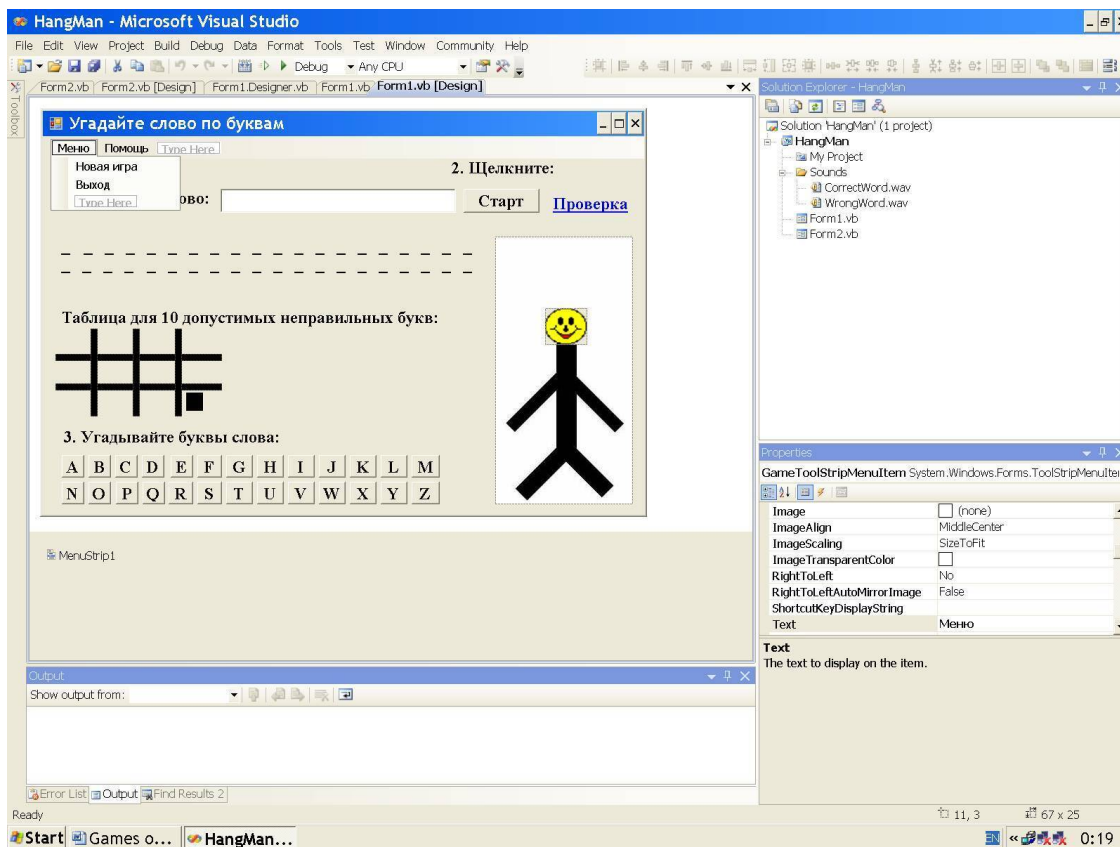 HangMan - Microsoft Visual Studio
File Edit View Project Build Debug Data Format Tools Test Window Community Help
Debug Any CPU
Toolbox
Form2.vb Form2.vb [Design] Form1.Designer.vb Form1.vb Form1.vb [Design]
Угадайте слово по буквам
Меню Помощь Type Here
Новая игра
Выход
Type Here
2. Щелкните:
ово:
Старт
Проверка
Таблица для 10 допустимых неправильных букв:
3. Угадывайте буквы слова:
A B C D E F G H I J K L M
N O P Q R S T U V W X Y Z
MenuStrip1
Solution Explorer - HangMan
Solution 'HangMan' (1 project)
HangMan
My Project
Sounds
CorrectWord.wav
WrongWord.wav
Form1.vb
Form2.vb
Properties
GameToolStripMenuItem System.Windows.Forms.ToolStripMenuIte
Image (none)
ImageAlign MiddleCenter
ImageScaling SizeToFit
ImageTransparentColor
RightToLeft No
RightToLeftAutoMirrorImage False
ShortcutKeyDisplayString
Text Меню
Text
The text to display on the item.
Output
Show output from:
Error List Output Find Results 2
Ready
11, 3 67 x 25
Start Games o... HangMan...
EN « 0:19